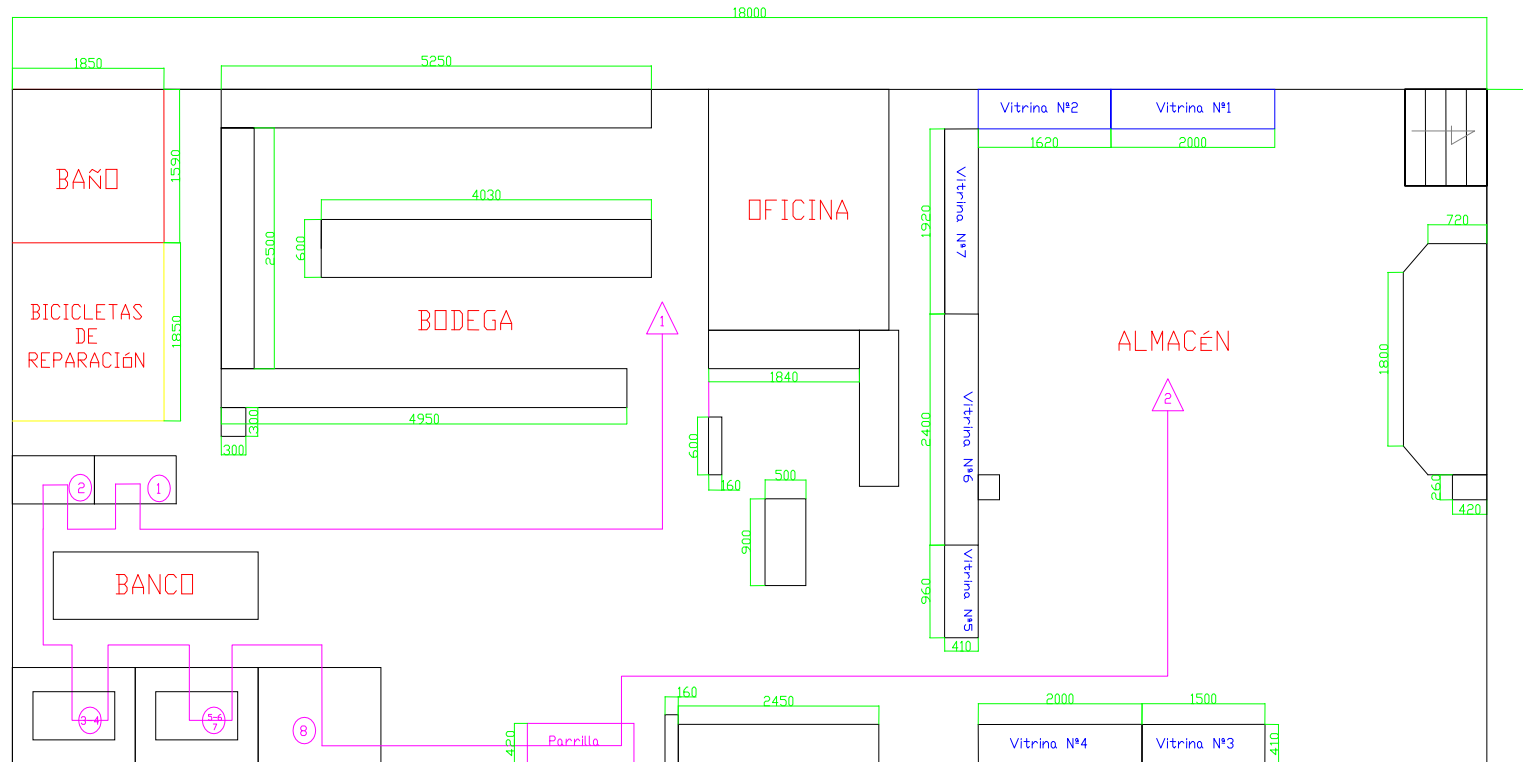 18000
1850
5250
Vitrina Nº2
Vitrina Nº1
1620
2000
BAÑO
1590
4030
OFICINA
Vitrina Nº7
1920
720
2500
600
BICICLETAS
DE
REPARACIÓN
1850
BODEGA
1
ALMACÉN
1800
1840
2
4950
300
300
600
160
500
Vitrina Nº6
2400
260
420
2
1
900
BANCO
Vitrina Nº5
960
410
160
2450
2000
1500
3-4
5-6
7
8
420
Parrilla
Vitrina Nº4
Vitrina Nº3
410